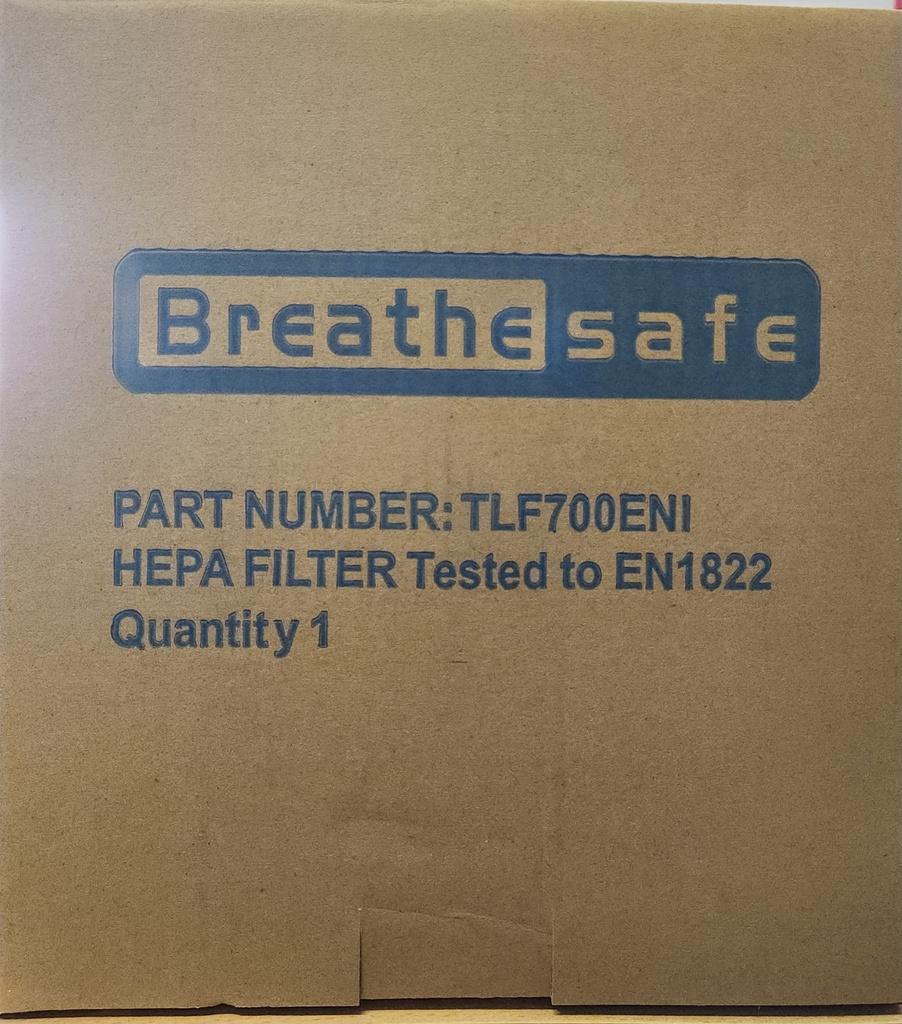 Breathe safe
PART NUMBER: TLF700ENI
HEPA FILTER Tested to EN1822
Quantity 1